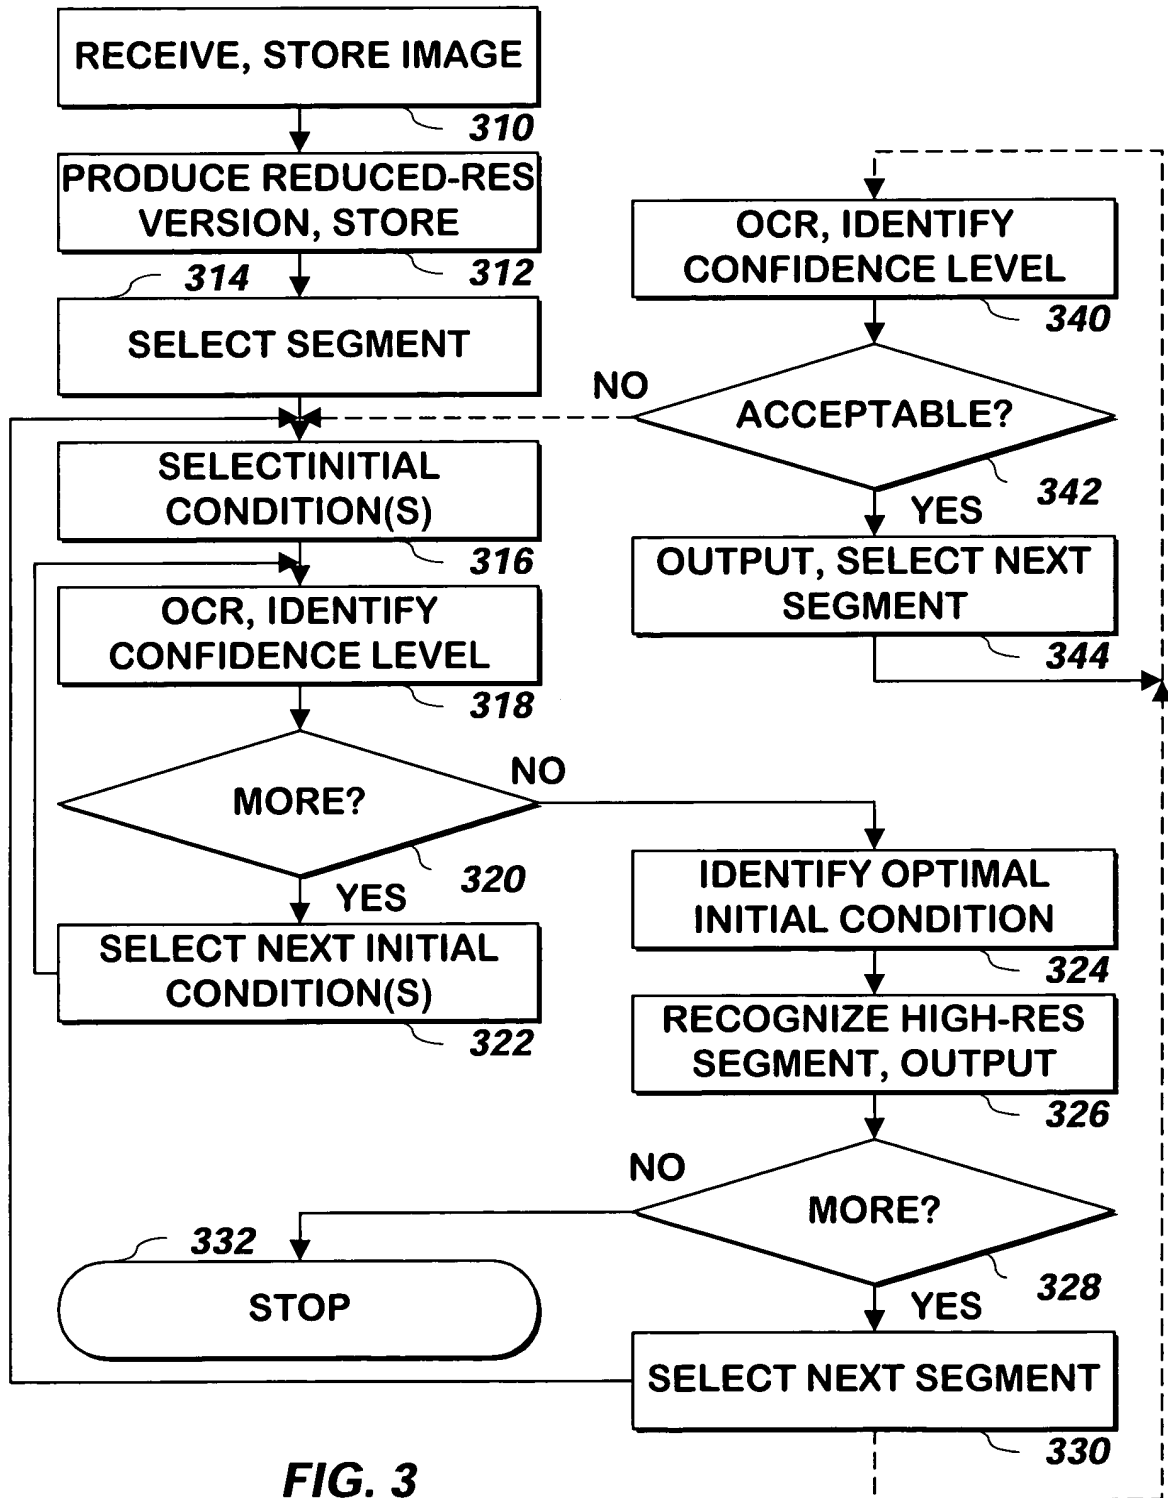 RECEIVE, STORE IMAGE
310
PRODUCE REDUCED-RES
VERSION, STORE
312
314
SELECT SEGMENT
SELECTINITIAL
CONDITION(S)
316
OCR, IDENTIFY
CONFIDENCE LEVEL
318
MORE?
NO
320
YES
SELECT NEXT INITIAL
CONDITION(S)
322
OCR, IDENTIFY
CONFIDENCE LEVEL
340
NO
ACCEPTABLE?
342
YES
OUTPUT, SELECT NEXT
SEGMENT
344
IDENTIFY OPTIMAL
INITIAL CONDITION
324
RECOGNIZE HIGH-RES
SEGMENT, OUTPUT
326
NO
MORE?
328
YES
332
STOP
SELECT NEXT SEGMENT
330
FIG. 3